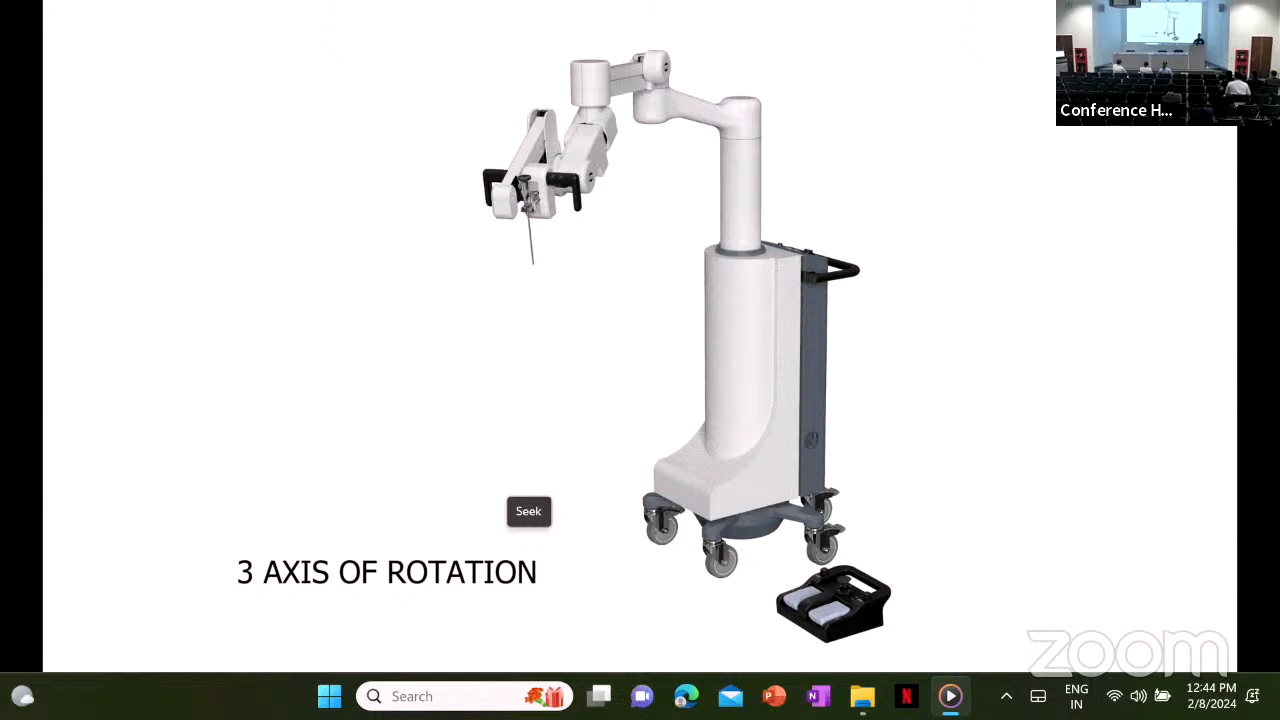 Conference H...
Seek
3 AXIS OF ROTATION
zoom
Search
ENG
IN
12:44 PM
2/8/2024